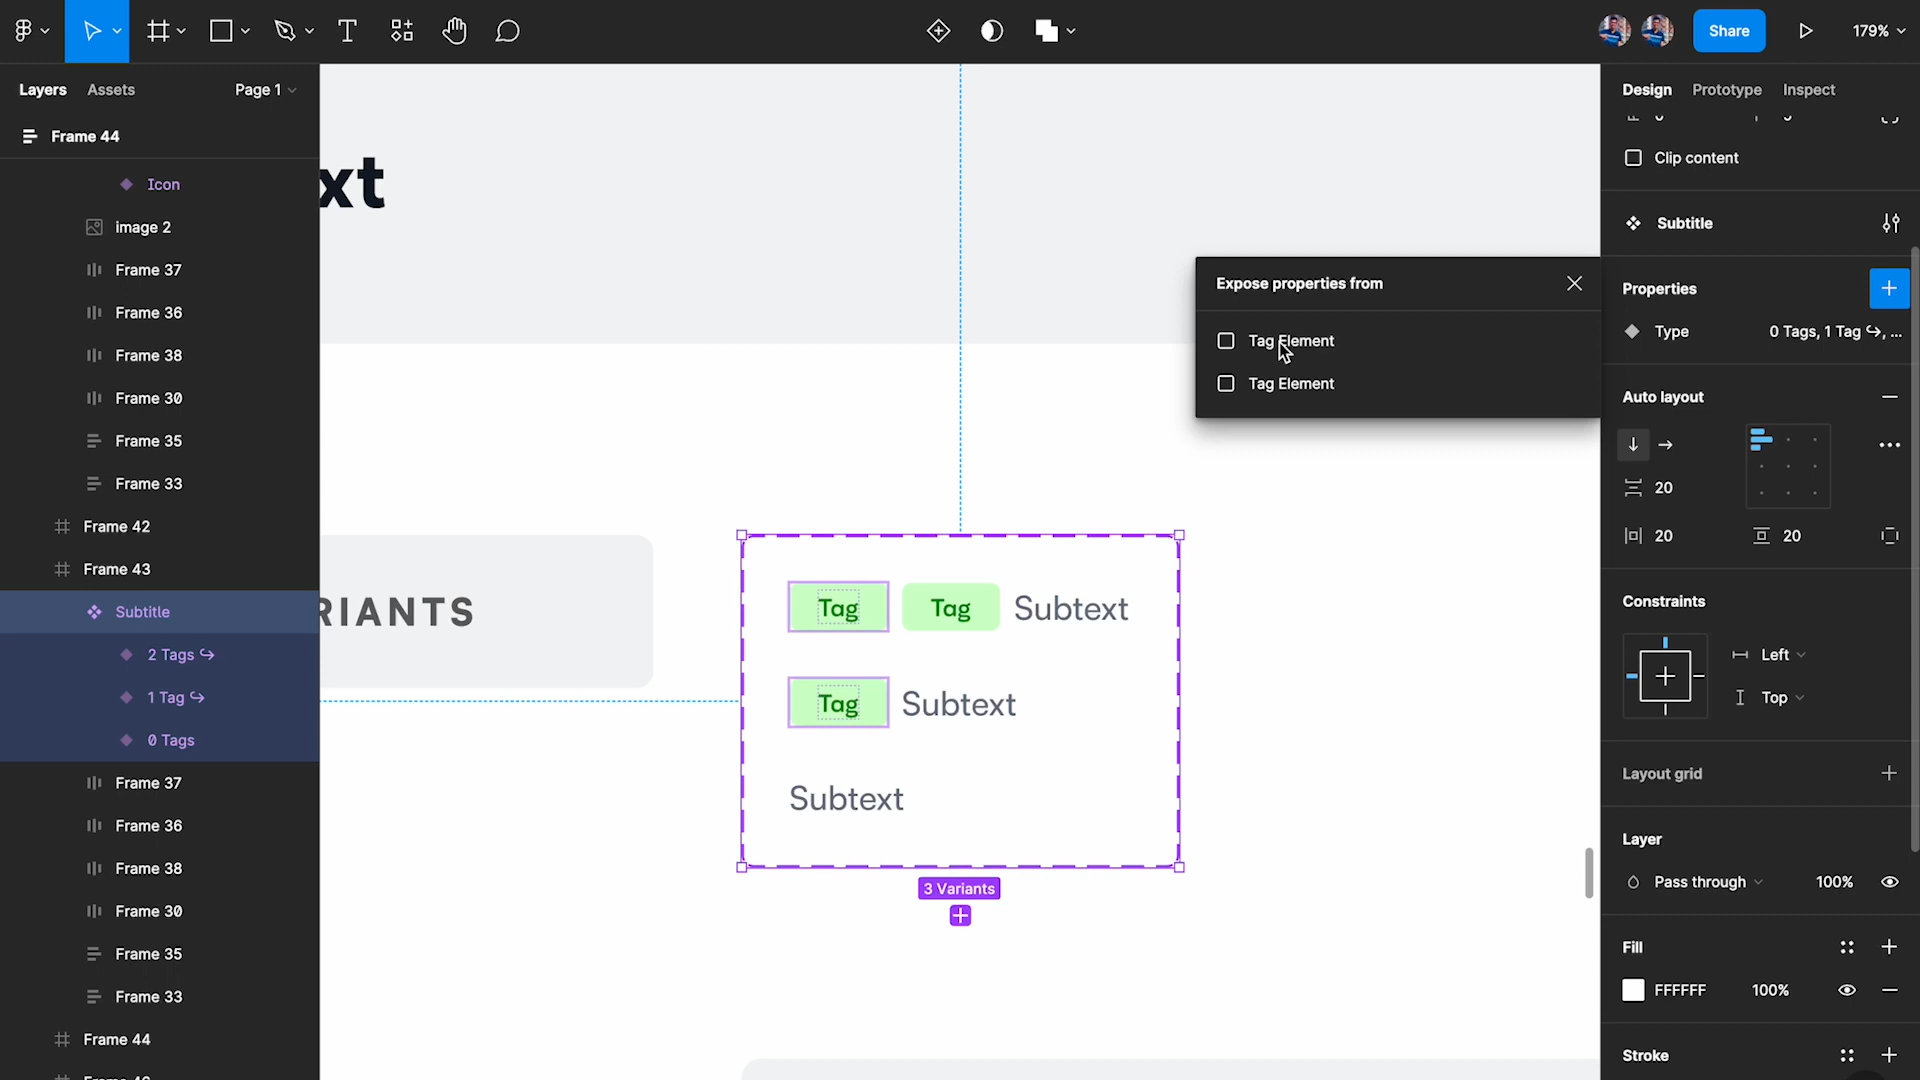 Share
179%
Layers
Assets
Page 1
Frame 44
Icon
image 2
Frame 37
Frame 36
Frame 38
Frame 30
Frame 35
Frame 33
Frame 42
Frame 43
Subtitle
2 Tags ↪
1 Tag ↪
0 Tags
Frame 37
Frame 36
Frame 38
Frame 30
Frame 35
Frame 33
Frame 44
xt
RIANTS
Tag Tag Subtext
Tag Subtext
Subtext
3 Variants
Expose properties from
Tag Element
Tag Element
Design Prototype Inspect
Clip content
Subtitle
Properties
Type 0 Tags, 1 Tag ↪, ...
Auto layout
20
20 20
Constraints
Left
Top
Layout grid
Layer
Pass through 100%
Fill
FFFFFF 100%
Stroke